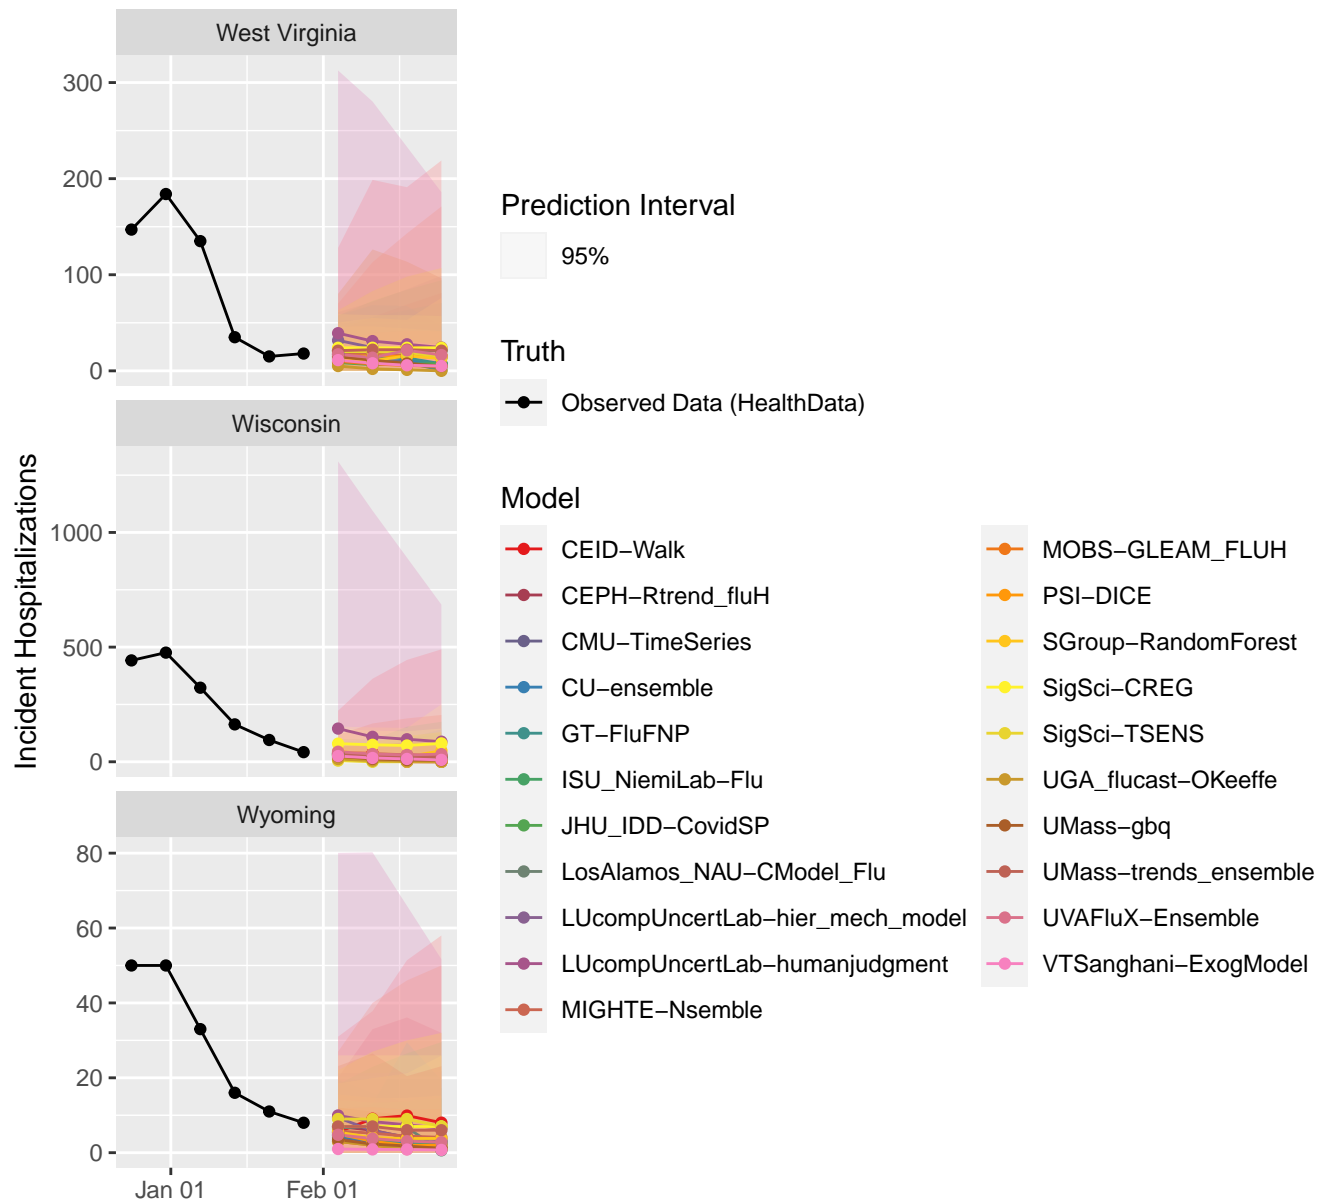 West Virginia
300
200
100
0
Wisconsin
1000
500
0
Wyoming
80
60
40
20
0
Jan 01
Feb 01
Incident Hospitalizations
Prediction Interval
95%
Truth
Observed Data (HealthData)
Model
CEID−Walk
CEPH−Rtrend_fluH
CMU−TimeSeries
CU−ensemble
GT−FluFNP
ISU_NiemiLab−Flu
JHU_IDD−CovidSP
LosAlamos_NAU−CModel_Flu
LUcompUncertLab−hier_mech_model
LUcompUncertLab−humanjudgment
MIGHTE−Nsemble
MOBS−GLEAM_FLUH
PSI−DICE
SGroup−RandomForest
SigSci−CREG
SigSci−TSENS
UGA_flucast−OKeeffe
UMass−gbq
UMass−trends_ensemble
UVAFluX−Ensemble
VTSanghani−ExogModel